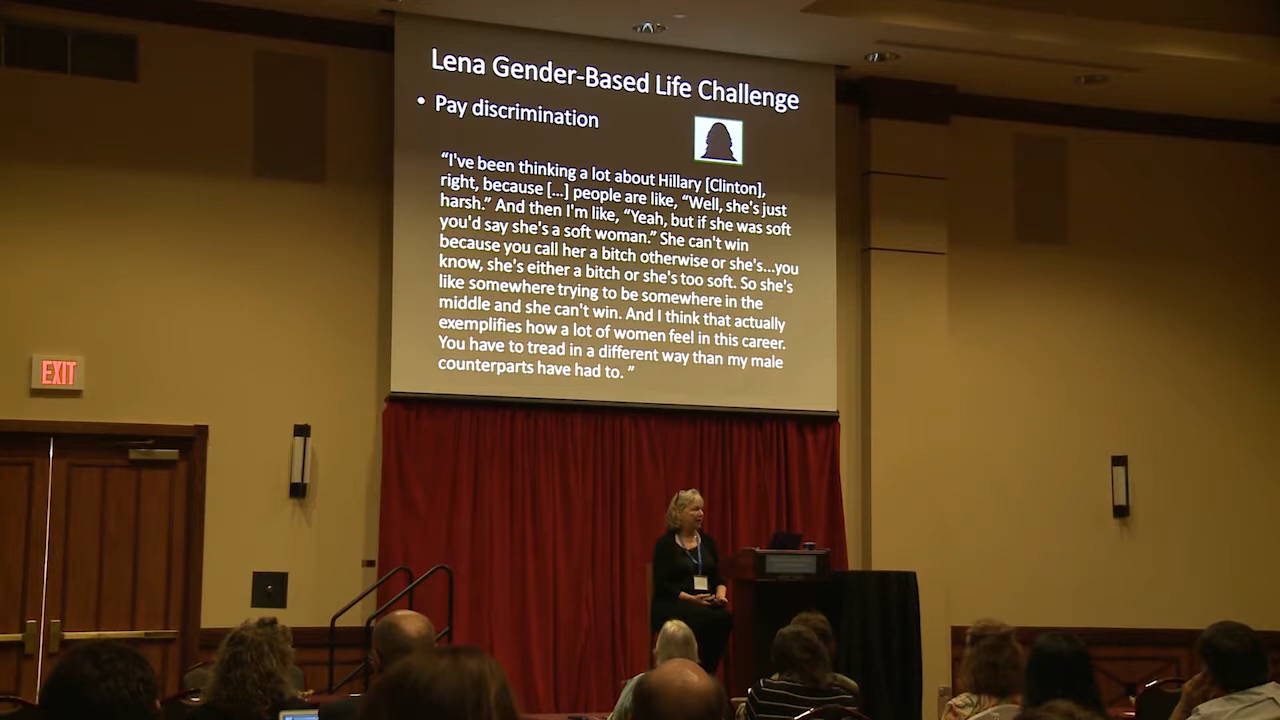 Lena Gender-Based Life Challenge
• Pay discrimination
“I've been thinking a lot about Hillary [Clinton],
right, because [...] people are like, “Well, she's just
harsh.” And then I'm like, “Yeah, but if she was soft
you'd say she's a soft woman.” She can't win
because you call her a bitch otherwise or she's...you
know, she's either a bitch or she's too soft. So she's
like somewhere trying to be somewhere in the
middle and she can't win. And I think that actually
exemplifies how a lot of women feel in this career.
You have to tread in a different way than my male
counterparts have had to. ”
EXIT